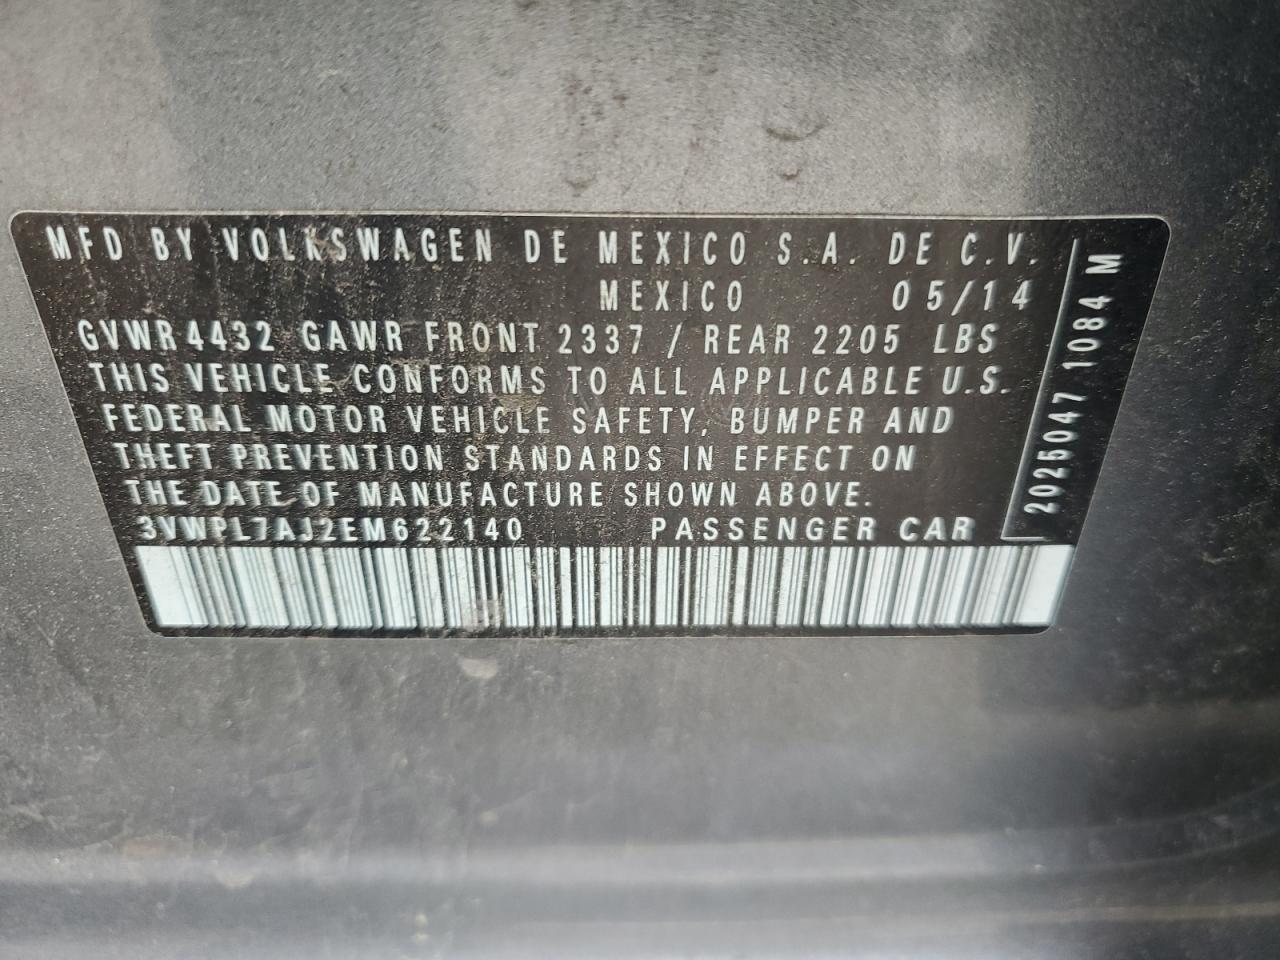 MFD BY VOLKSWAGEN DE MEXICO S.A. DE C.V.
MEXICO 05/14
GVWR 4432 GAWR FRONT 2337 / REAR 2205 LBS
THIS VEHICLE CONFORMS TO ALL APPLICABLE U.S.
FEDERAL MOTOR VEHICLE SAFETY, BUMPER AND
THEFT PREVENTION STANDARDS IN EFFECT ON
THE DATE OF MANUFACTURE SHOWN ABOVE.
3VWPL7AJ2EM622140 PASSENGER CAR
2025047 1084 M